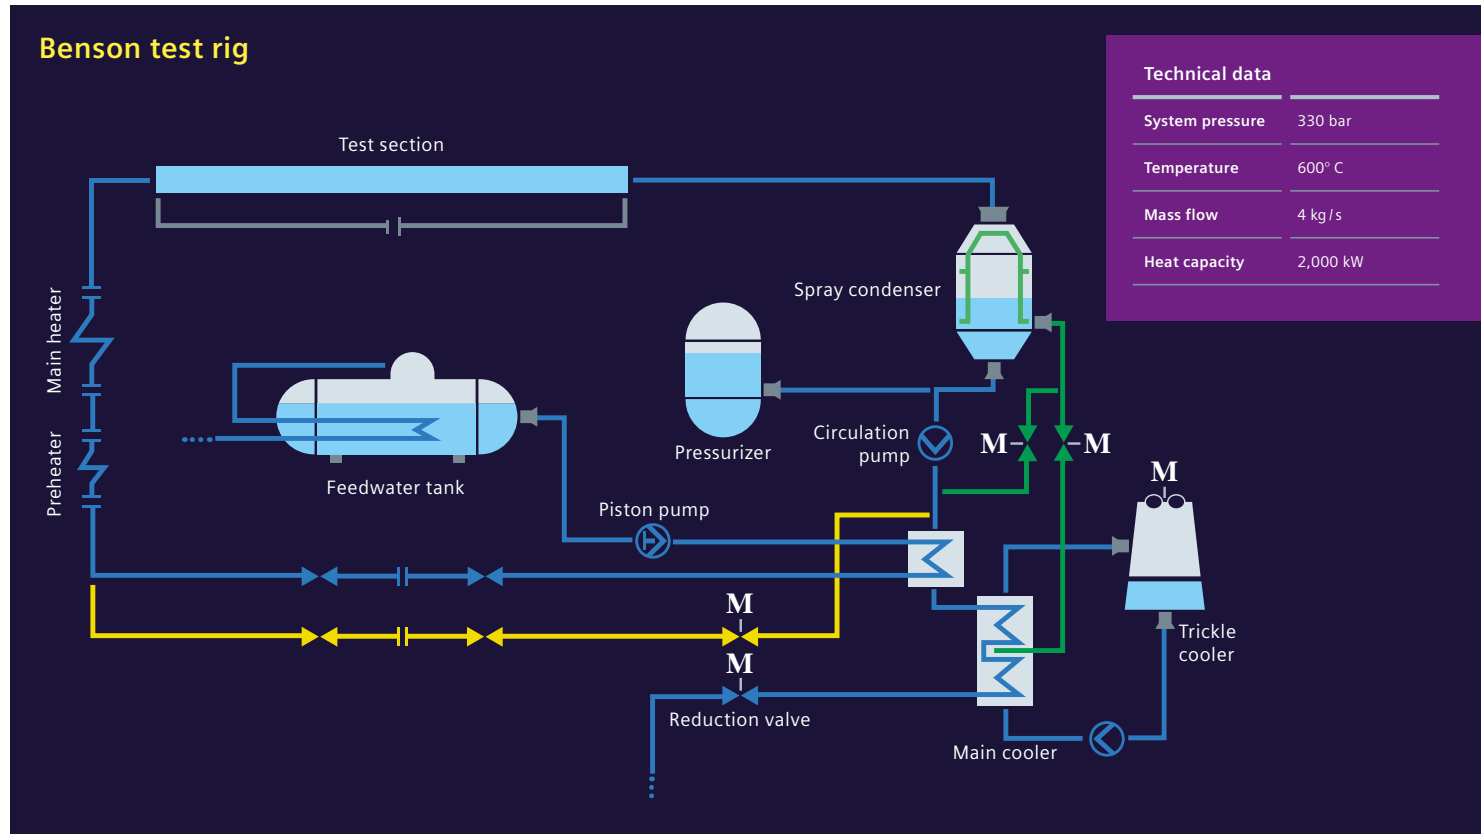 Benson test rig
Technical data
System pressure 330 bar
Temperature 600° C
Mass flow 4 kg/s
Heat capacity 2,000 kW
Test section
Spray condenser
Main heater
Preheater
Feedwater tank
Pressurizer
Circulation
pump
M
M
M
Piston pump
M
M
Reduction valve
Trickle
cooler
Main cooler